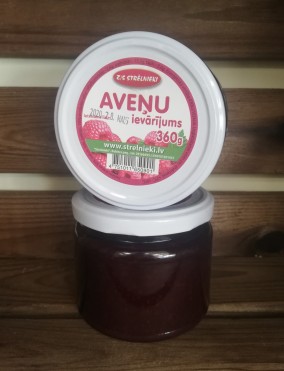 Z/S STRĒLNIEKI
AVEŅU
ievārījums
360g
www.strelnieki.lv